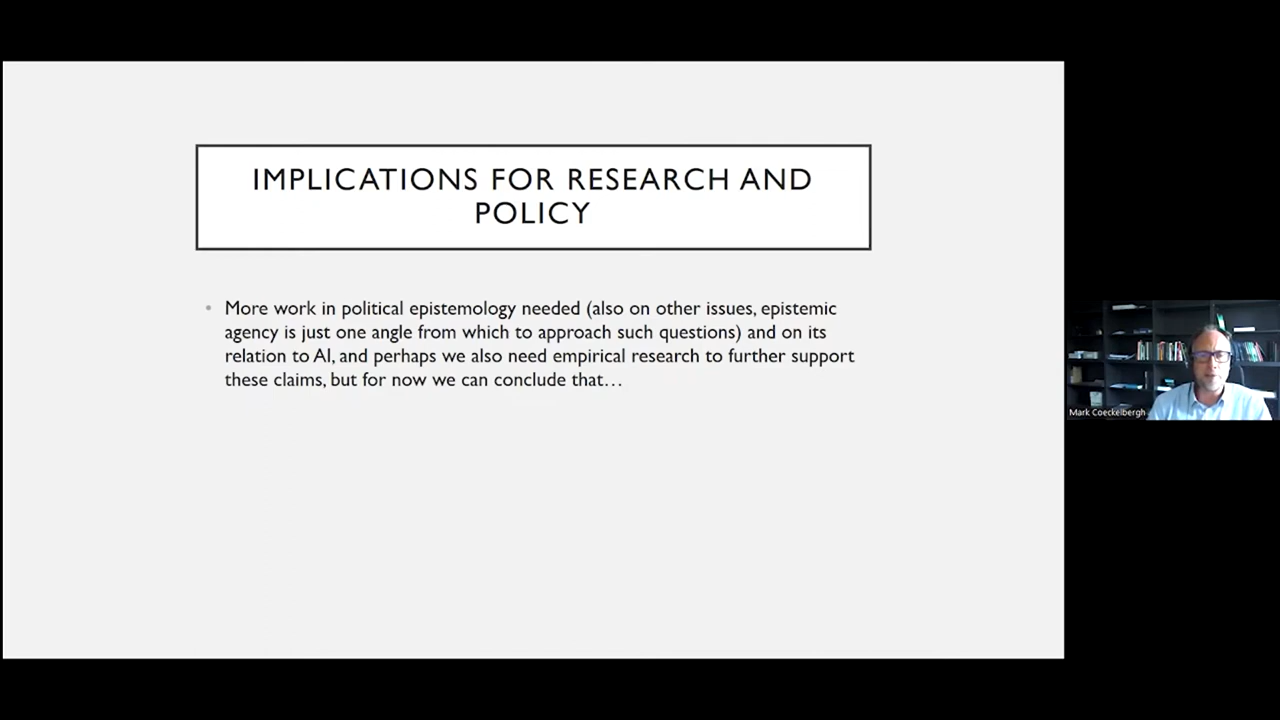 IMPLICATIONS FOR RESEARCH AND
POLICY
• More work in political epistemology needed (also on other issues, epistemic
agency is just one angle from which to approach such questions) and on its
relation to AI, and perhaps we also need empirical research to further support
these claims, but for now we can conclude that…
Mark Coeckelbergh